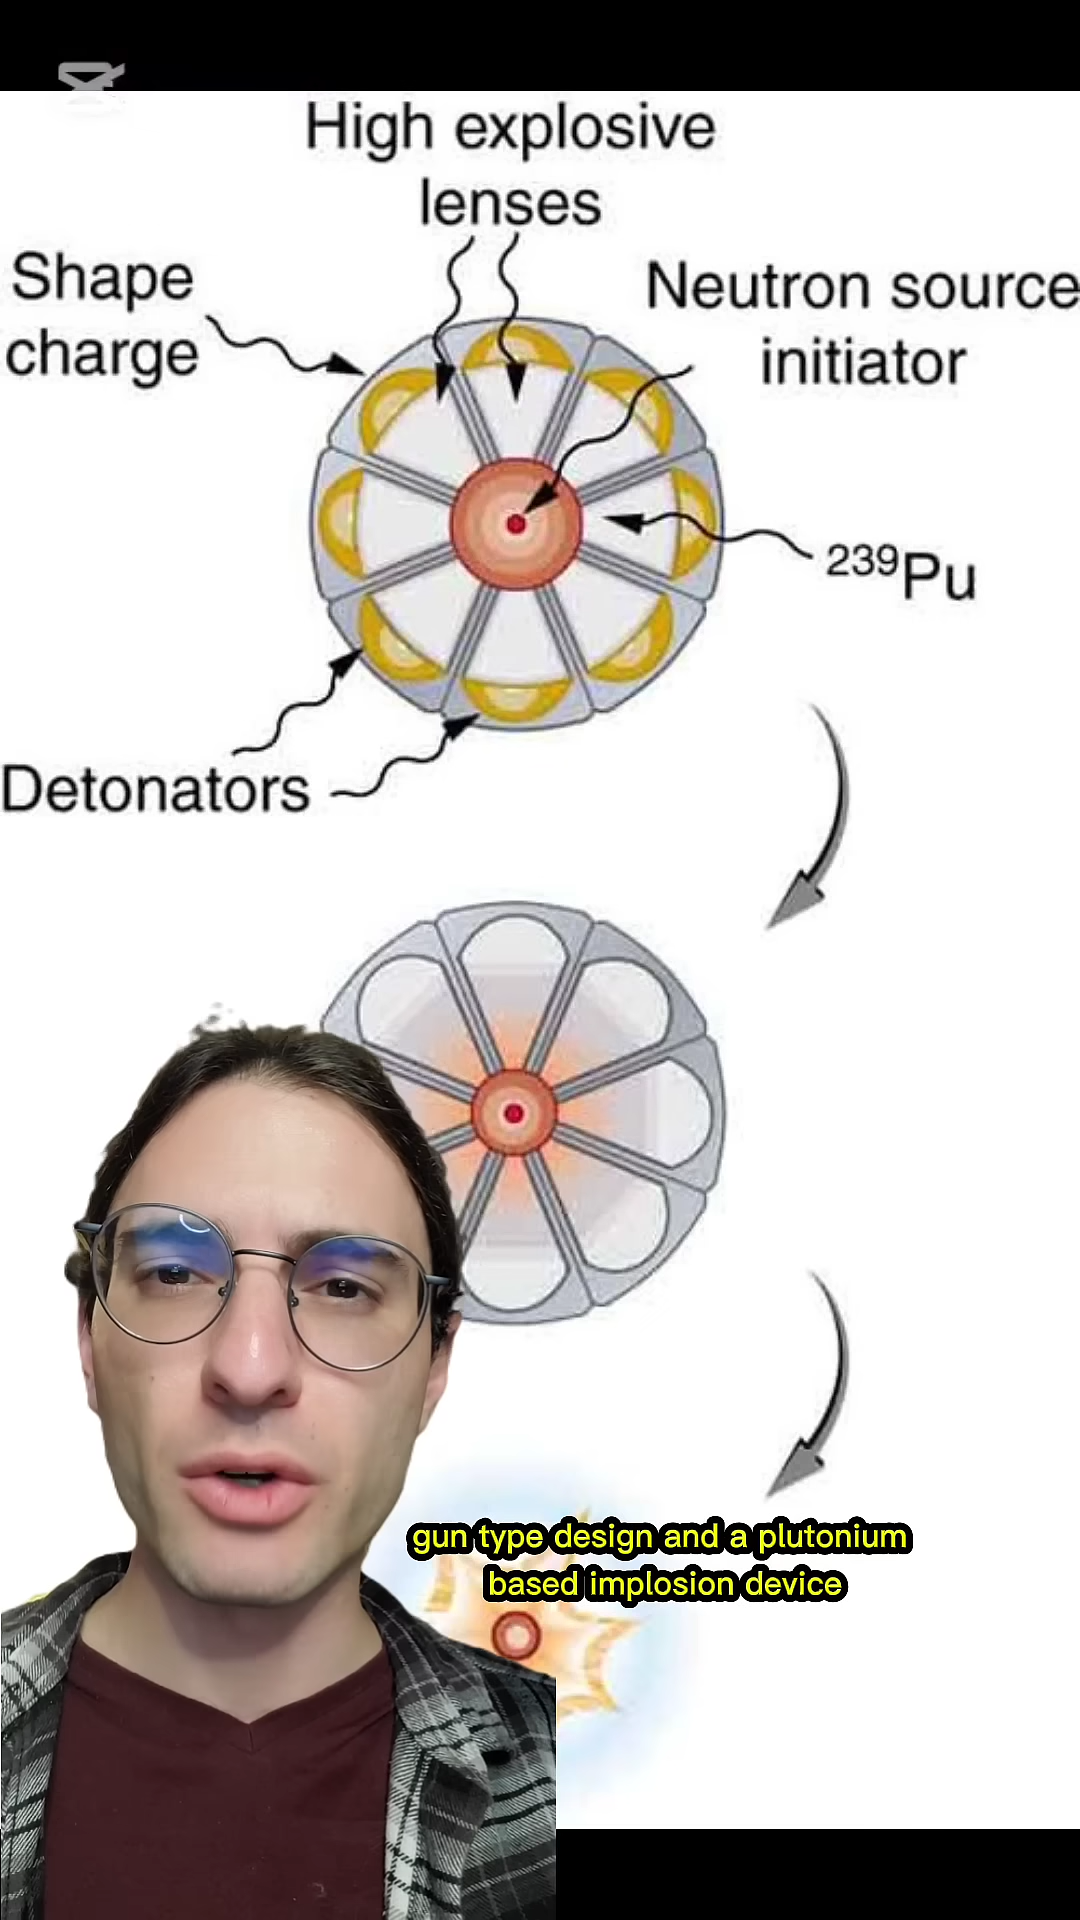 High explosive
lenses
Shape
charge
Neutron source
initiator
239Pu
Detonators
gun type design and a plutonium
based implosion device